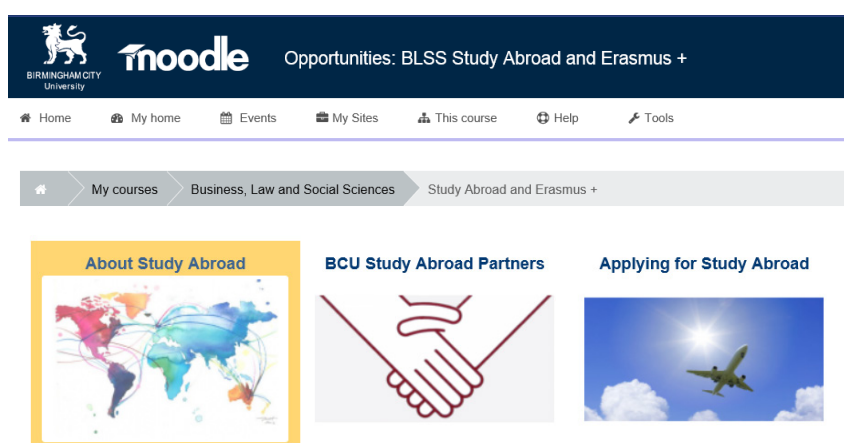 BIRMINGHAM CITY
University
moodle
Opportunities: BLSS Study Abroad and Erasmus +
Home My home Events My Sites This course Help Tools
My courses Business, Law and Social Sciences Study Abroad and Erasmus +
About Study Abroad BCU Study Abroad Partners Applying for Study Abroad